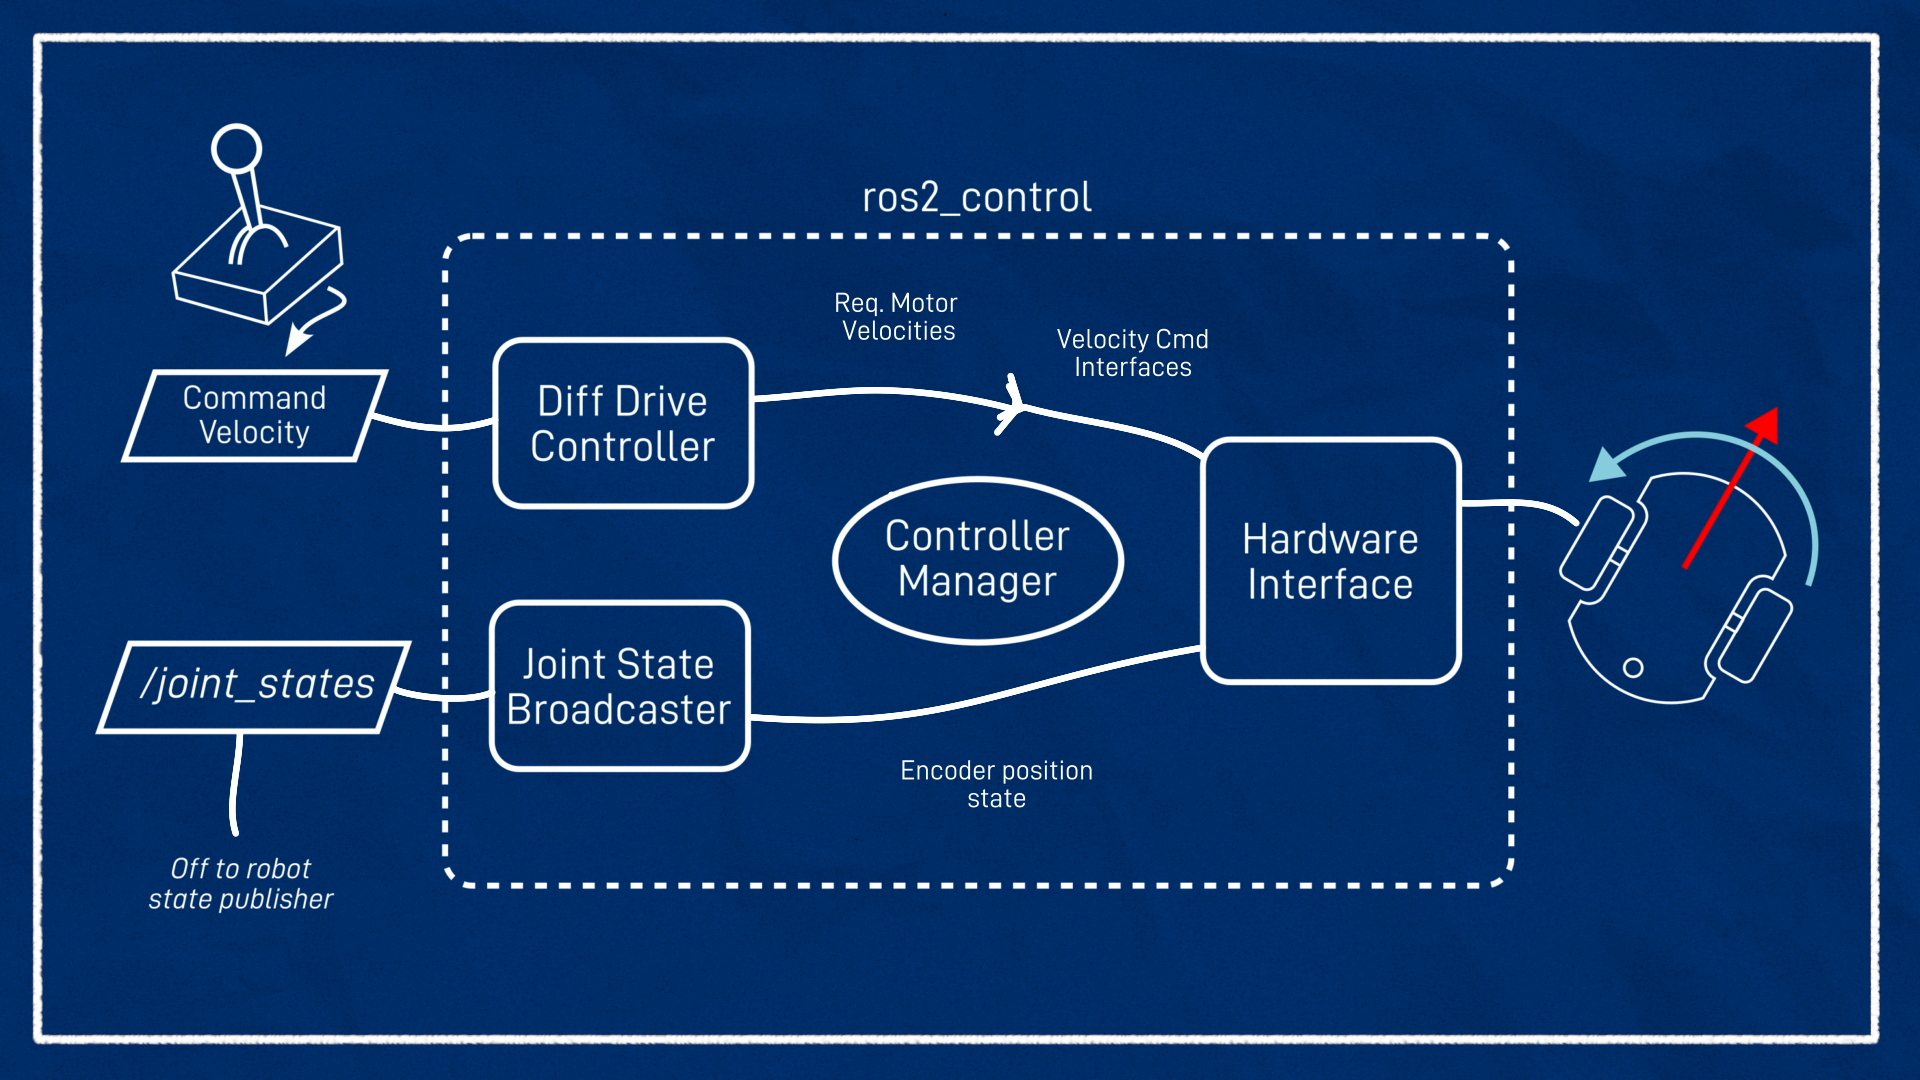 ros2_control
Req. Motor
Velocities
Velocity Cmd
Interfaces
Command
Velocity
Diff Drive
Controller
Controller
Manager
Hardware
Interface
/joint_states
Joint State
Broadcaster
Encoder position
state
Off to robot
state publisher